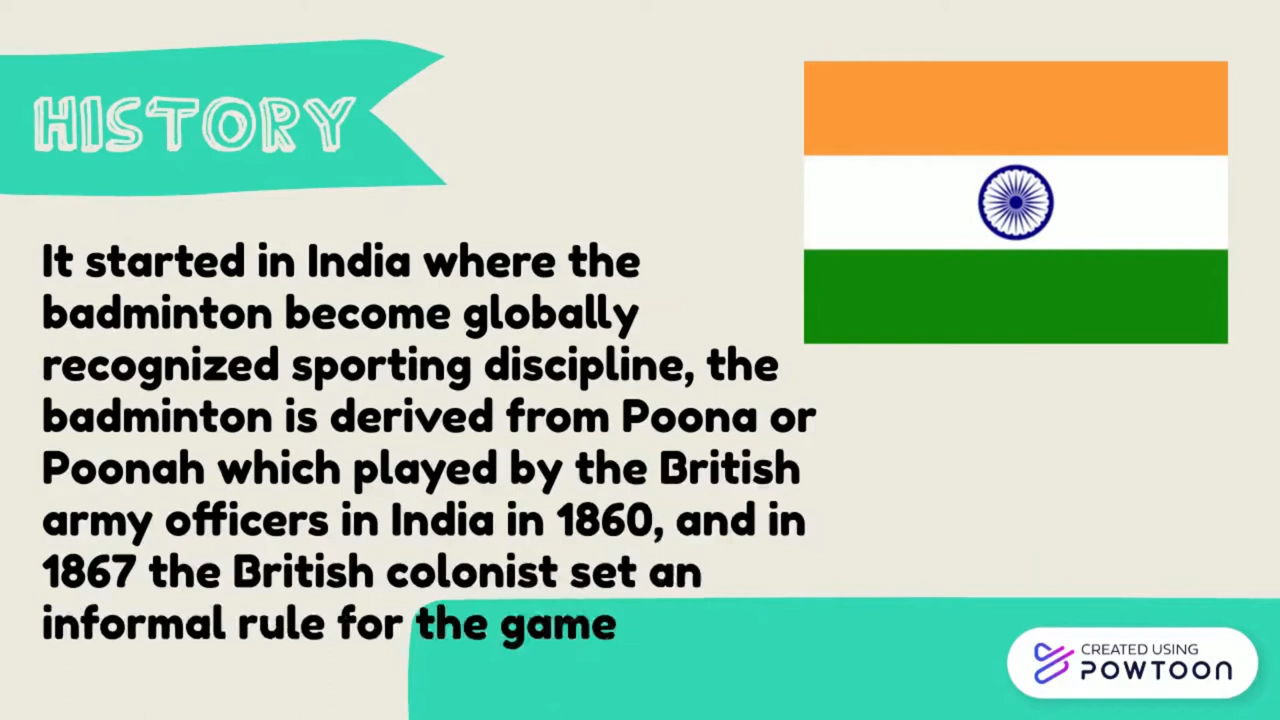 HISTORY
It started in India where the
badminton become globally
recognized sporting discipline, the
badminton is derived from Poona or
Poonah which played by the British
army officers in India in 1860, and in
1867 the British colonist set an
informal rule for the game
CREATED USING
POWTOON